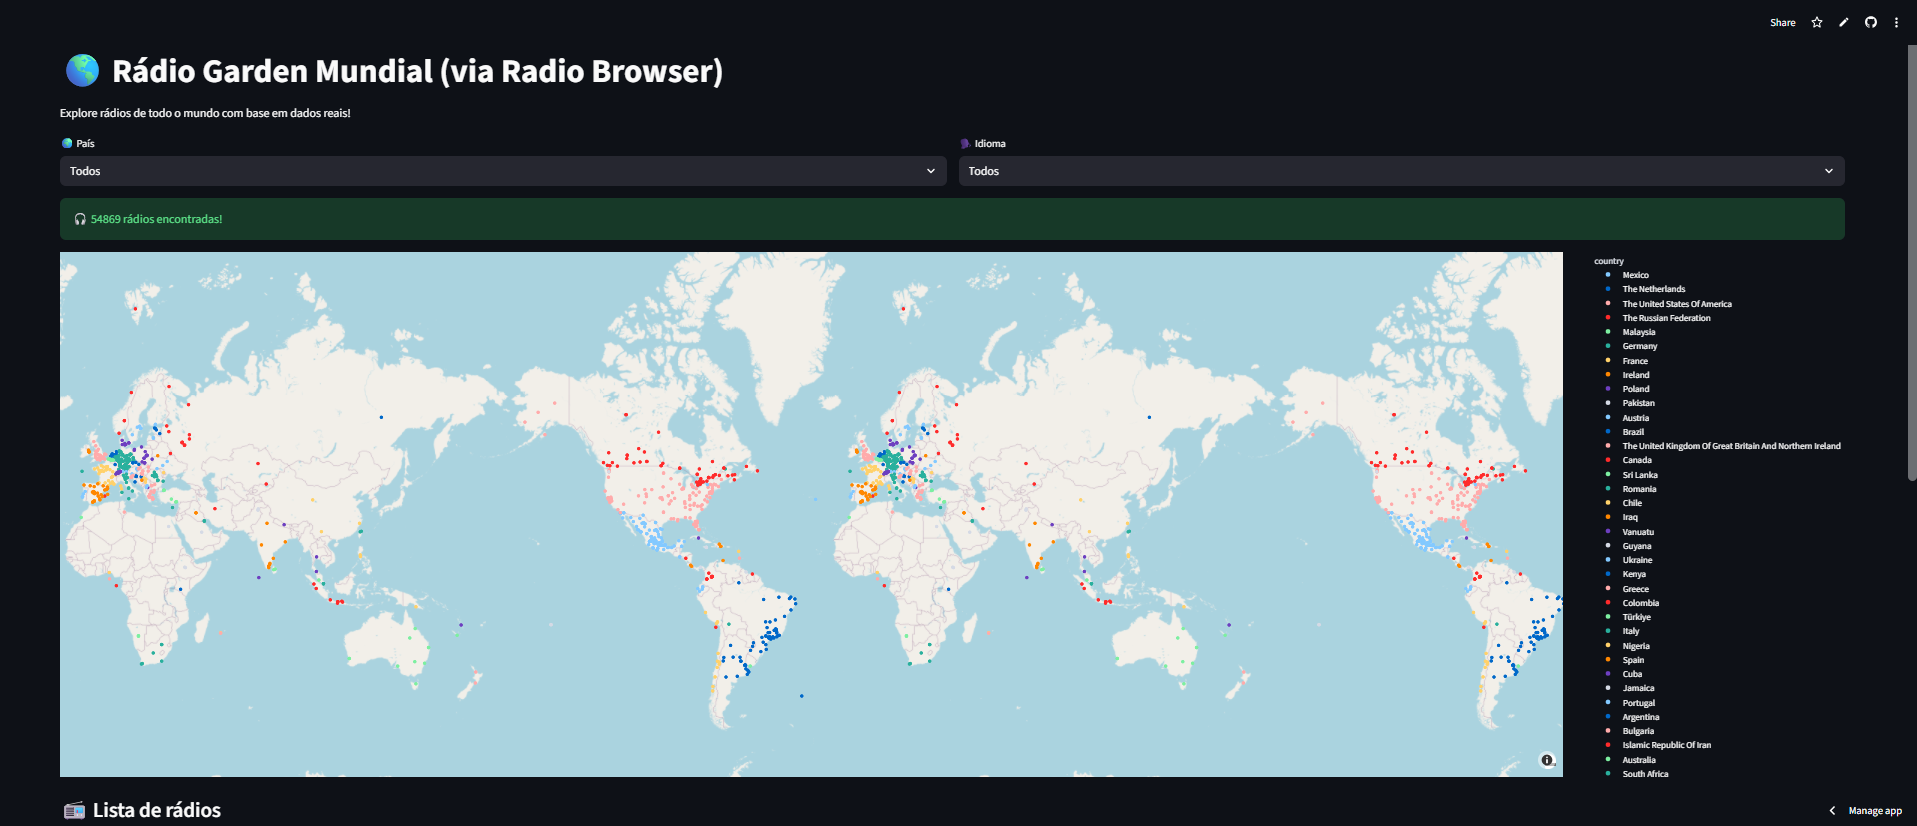 Share
Rádio Garden Mundial (via Radio Browser)
Explore rádios de todo o mundo com base em dados reais!
País
Idioma
Todos
Todos
54869 rádios encontradas!
country
Mexico
The Netherlands
The United States Of America
The Russian Federation
Malaysia
Germany
France
Ireland
Poland
Pakistan
Austria
Brazil
The United Kingdom Of Great Britain And Northern Ireland
Canada
Sri Lanka
Romania
Chile
Iraq
Vanuatu
Guyana
Ukraine
Kenya
Greece
Colombia
Türkiye
Italy
Nigeria
Spain
Cuba
Jamaica
Portugal
Argentina
Bulgaria
Islamic Republic Of Iran
Australia
South Africa
Lista de rádios
Manage app